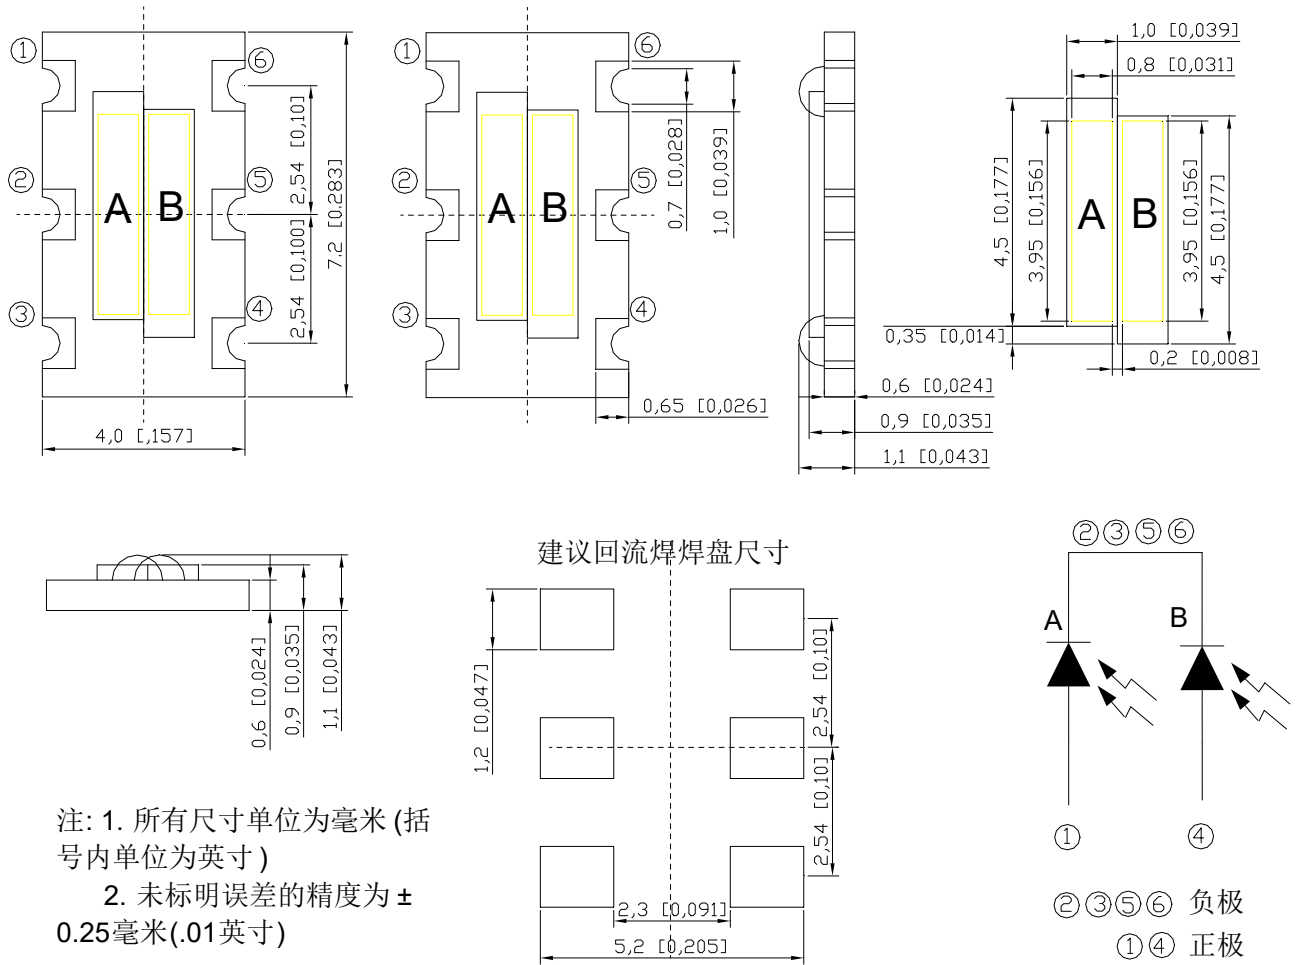 ①
⑥
②
⑤
③
④
A
B
2,54 [0,10]
2,54 [0,100]
7.2 [0.283]
4,0 [,157]
①
⑥
②
⑤
③
④
A
B
0,7 [0,028]
1,0 [0,039]
0,65 [0,026]
0,6 [0,024]
0,9 [0,035]
1,1 [0,043]
1,0 [0,039]
0,8 [0,031]
4,5 [0,177]
3,95 [0,156]
A
B
3,95 [0,156]
4,5 [0,177]
0,35 [0,014]
0,2 [0,008]
0,6 [0,024]
0,9 [0,035]
1,1 [0,043]
建议回流焊焊盘尺寸
1,2 [0,047]
2,54 [0,10]
2,54 [0,10]
2,3 [0,091]
5,2 [0,205]
②③⑤⑥
A
B
①
④
②③⑤⑥ 负极
①④ 正极
注: 1. 所有尺寸单位为毫米 (括
号内单位为英寸)
2. 未标明误差的精度为 ±
0.25毫米(.01英寸)